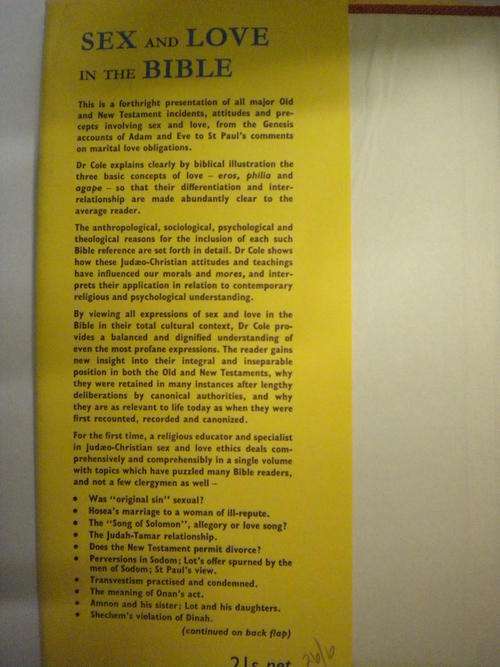 SEX AND LOVE
IN THE BIBLE
This is a forthright presentation of all major Old
and New Testament incidents, attitudes and pre-
cepts involving sex and love, from the Genesis
accounts of Adam and Eve to St Paul's comments
on marital love obligations.
Dr Cole explains clearly by biblical illustration the
three basic concepts of love – eros, philia and
agape – so that their differentiation and inter-
relationship are made abundantly clear to the
average reader.
The anthropological, sociological, psychological and
theological reasons for the inclusion of each such
Bible reference are set forth in detail. Dr Cole shows
how these Judæo-Christian attitudes and teachings
have influenced our morals and mores, and inter-
prets their application in relation to contemporary
religious and psychological understanding.
By viewing all expressions of sex and love in the
Bible in their total cultural context, Dr Cole pro-
vides a balanced and dignified understanding of
even the most profane expressions. The reader gains
new insight into their integral and inseparable
position in both the Old and New Testaments, why
they were retained in many instances after lengthy
deliberations by canonical authorities, and why
they are as relevant to life today as when they were
first recounted, recorded and canonized.
For the first time, a religious educator and specialist
in Judæo-Christian sex and love ethics deals com-
prehensively and comprehensibly in a single volume
with topics which have puzzled many Bible readers,
and not a few clergymen as well –
• Was "original sin" sexual?
• Hosea's marriage to a woman of ill-repute.
• The "Song of Solomon", allegory or love song?
• The Judah-Tamar relationship.
• Does the New Testament permit divorce?
• Perversions in Sodom; Lot's offer spurned by the
men of Sodom; St Paul's view.
• Transvestism practised and condemned.
• The meaning of Onan's act.
• Amnon and his sister; Lot and his daughters.
• Shechem's violation of Dinah.
(continued on back flap)
21s net